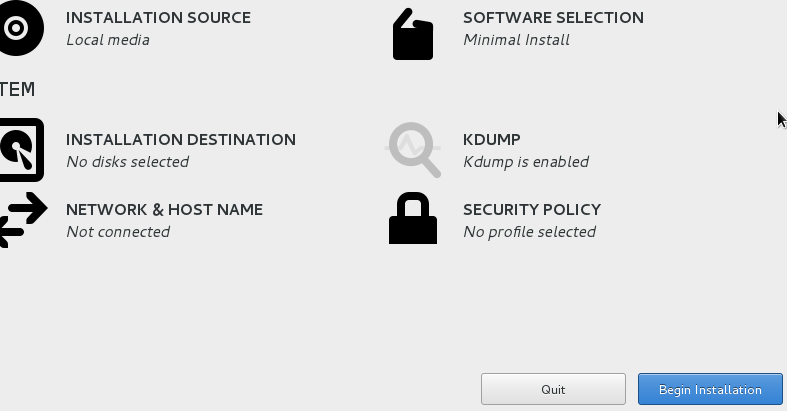 INSTALLATION SOURCE
Local media
SOFTWARE SELECTION
Minimal Install
TEM
INSTALLATION DESTINATION
No disks selected
KDUMP
Kdump is enabled
NETWORK & HOST NAME
Not connected
SECURITY POLICY
No profile selected
Quit
Begin Installation